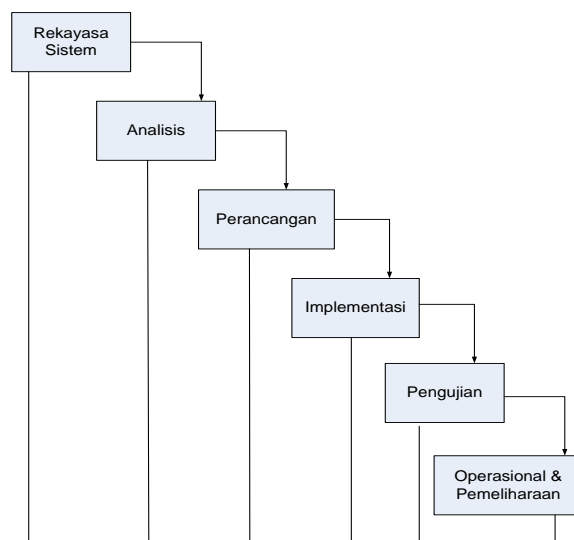 Rekayasa
Sistem
Analisis
Perancangan
Implementasi
Pengujian
Operasional &
Pemeliharaan